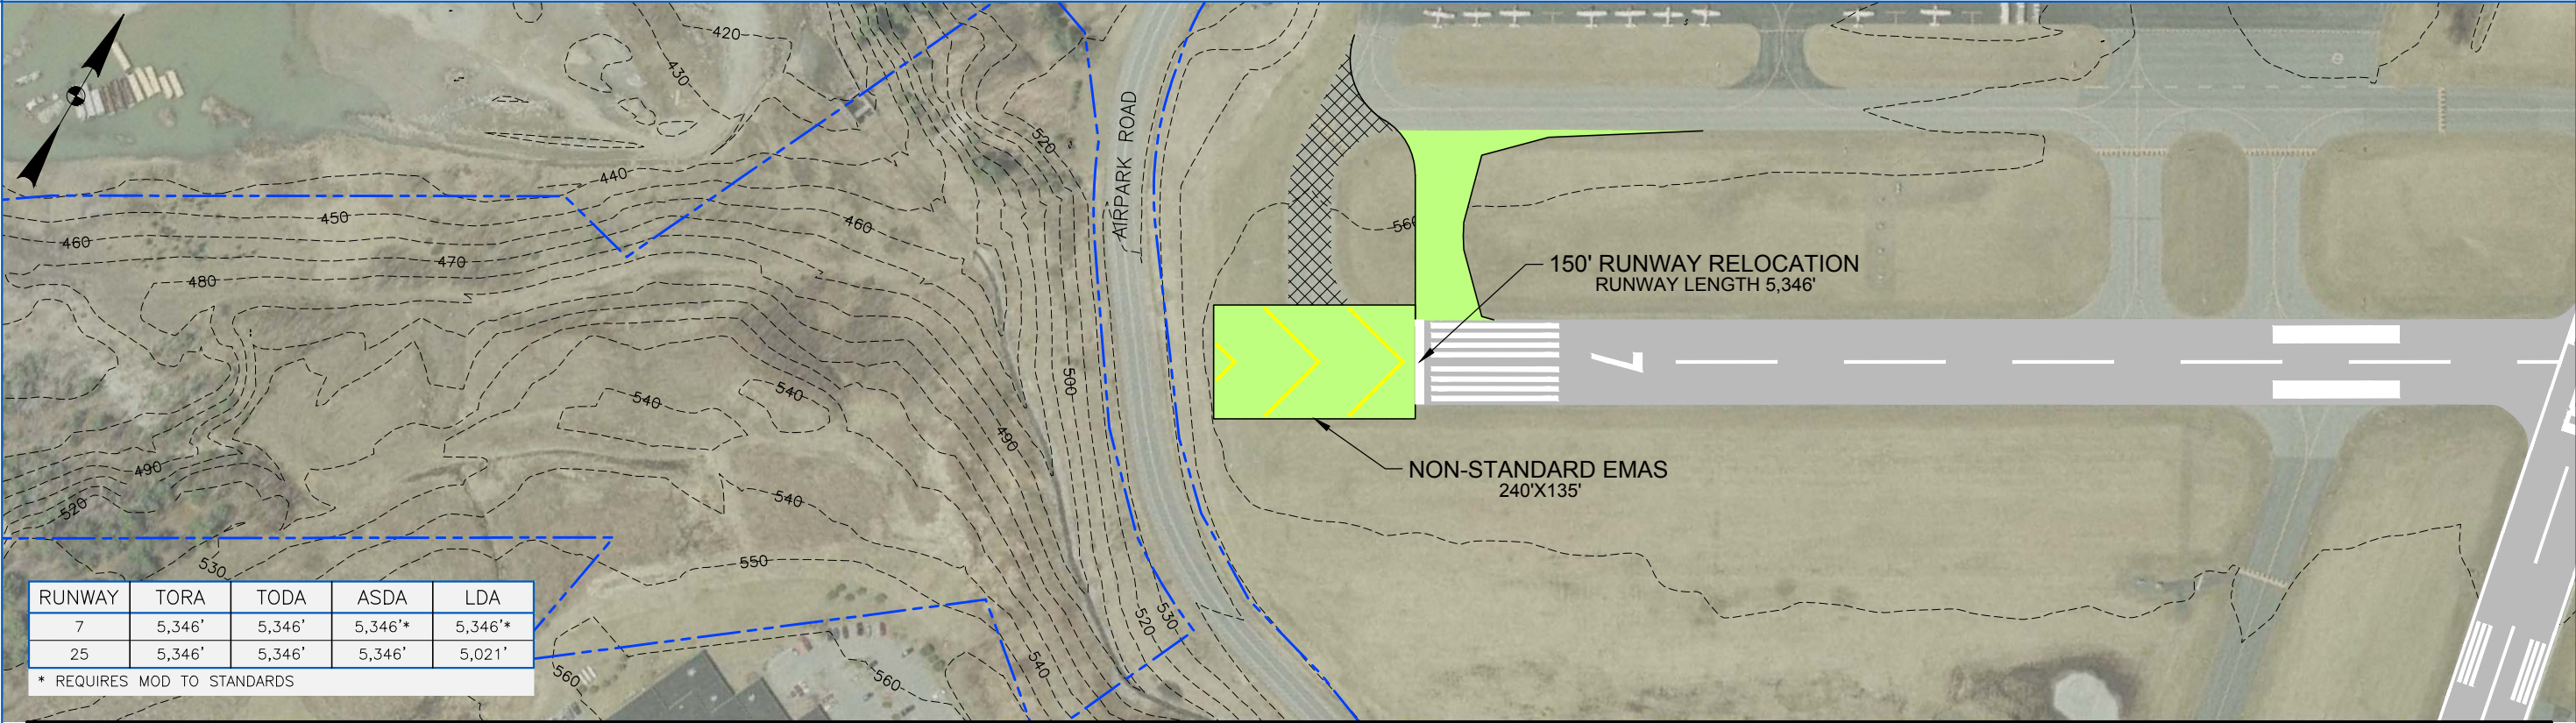 420
430
520
440
450
460
460
470
480
AIRPARK ROAD
560
150' RUNWAY RELOCATION
RUNWAY LENGTH 5,346'
7
500
540
540
490
490
NON-STANDARD EMAS
240'X135'
540
520
550
530
RUNWAY TORA TODA ASDA LDA
7 5,346' 5,346' 5,346'* 5,346'*
25 5,346' 5,346' 5,346' 5,021'
* REQUIRES MOD TO STANDARDS
530
520
540
560
560